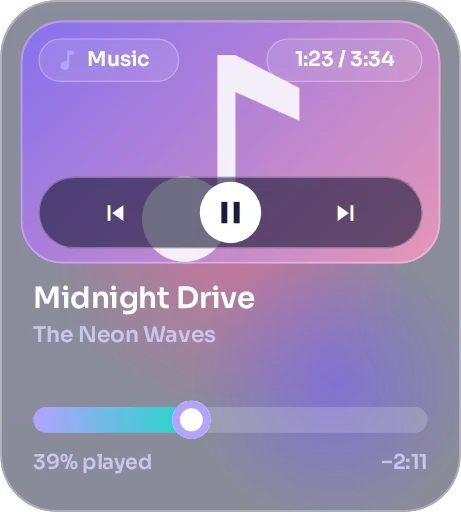 Music
1:23 / 3:34
Midnight Drive
The Neon Waves
39% played
−2:11